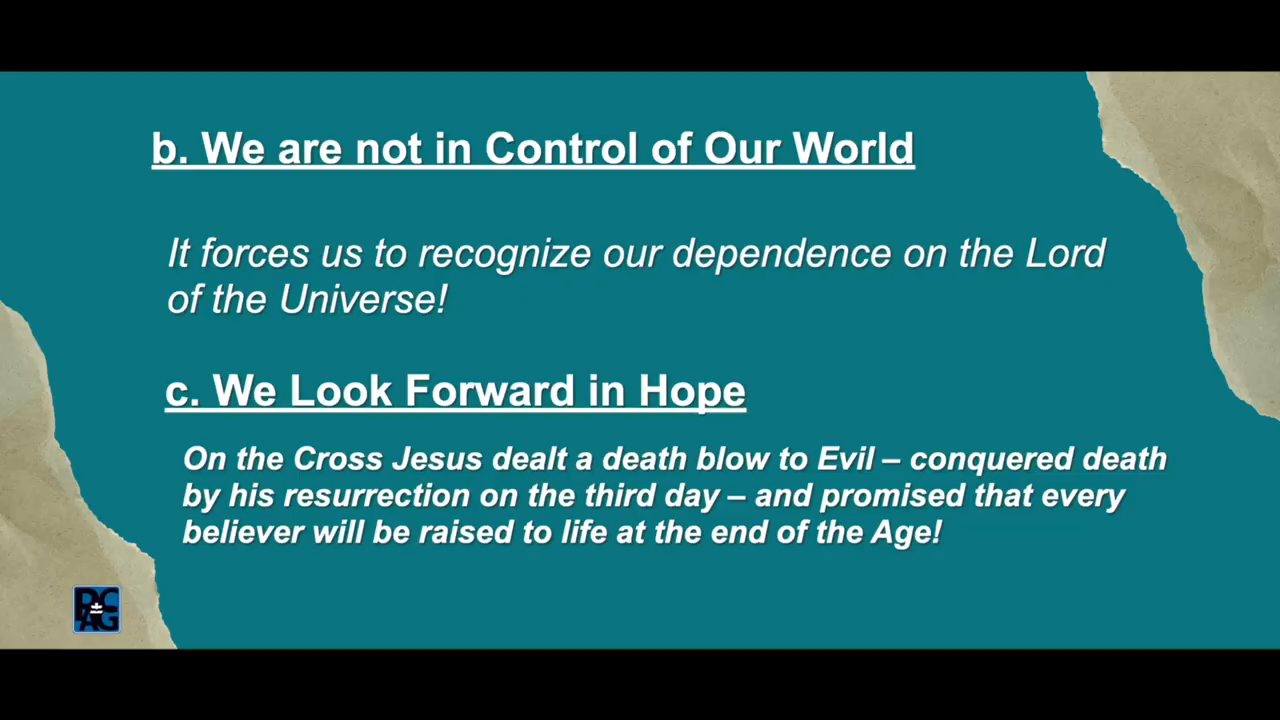 b. We are not in Control of Our World
It forces us to recognize our dependence on the Lord
of the Universe!
c. We Look Forward in Hope
On the Cross Jesus dealt a death blow to Evil – conquered death
by his resurrection on the third day – and promised that every
believer will be raised to life at the end of the Age!
DC
AG